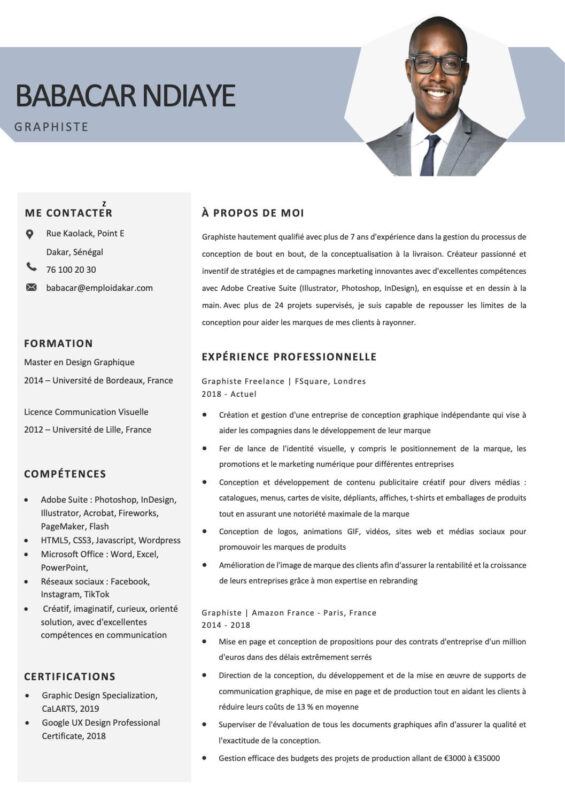 BABACAR NDIAYE
GRAPHISTE
Z
ME CONTACTER
Rue Kaolack, Point E
Dakar, Sénégal
76 100 20 30
babacar@emploidakar.com
FORMATION
Master en Design Graphique
2014 – Université de Bordeaux, France
Licence Communication Visuelle
2012 – Université de Lille, France
COMPÉTENCES
• Adobe Suite : Photoshop, InDesign,
Illustrator, Acrobat, Fireworks,
PageMaker, Flash
• HTML5, CSS3, Javascript, Wordpress
• Microsoft Office : Word, Excel,
PowerPoint,
• Réseaux sociaux : Facebook,
Instagram, TikTok
• Créatif, imaginatif, curieux, orienté
solution, avec d'excellentes
compétences en communication
CERTIFICATIONS
• Graphic Design Specialization,
CaLARTS, 2019
• Google UX Design Professional
Certificate, 2018
À PROPOS DE MOI
Graphiste hautement qualifié avec plus de 7 ans d'expérience dans la gestion du processus de
conception de bout en bout, de la conceptualisation à la livraison. Créateur passionné et
inventif de stratégies et de campagnes marketing innovantes avec d'excellentes compétences
avec Adobe Creative Suite (Illustrator, Photoshop, InDesign), en esquisse et en dessin à la
main. Avec plus de 24 projets supervisés, je suis capable de repousser les limites de la
conception pour aider les marques de mes clients à rayonner.
EXPÉRIENCE PROFESSIONNELLE
Graphiste Freelance | FSquare, Londres
2018 - Actuel
• Création et gestion d'une entreprise de conception graphique indépendante qui vise à
aider les compagnies dans le développement de leur marque
• Fer de lance de l'identité visuelle, y compris le positionnement de la marque, les
promotions et le marketing numérique pour différentes entreprises
• Conception et développement de contenu publicitaire créatif pour divers médias :
catalogues, menus, cartes de visite, dépliants, affiches, t-shirts et emballages de produits
tout en assurant une notoriété maximale de la marque
• Conception de logos, animations GIF, vidéos, sites web et médias sociaux pour
promouvoir les marques de produits
• Amélioration de l'image de marque des clients afin d'assurer la rentabilité et la croissance
de leurs entreprises grâce à mon expertise en rebranding
Graphiste | Amazon France - Paris, France
2014 - 2018
• Mise en page et conception de propositions pour des contrats d'entreprise d'un million
d'euros dans des délais extrêmement serrés
• Direction de la conception, du développement et de la mise en œuvre de supports de
communication graphique, de mise en page et de production tout en aidant les clients à
réduire leurs coûts de 13 % en moyenne
• Superviser de l'évaluation de tous les documents graphiques afin d'assurer la qualité et
l'exactitude de la conception.
• Gestion efficace des budgets des projets de production allant de €3000 à €35000